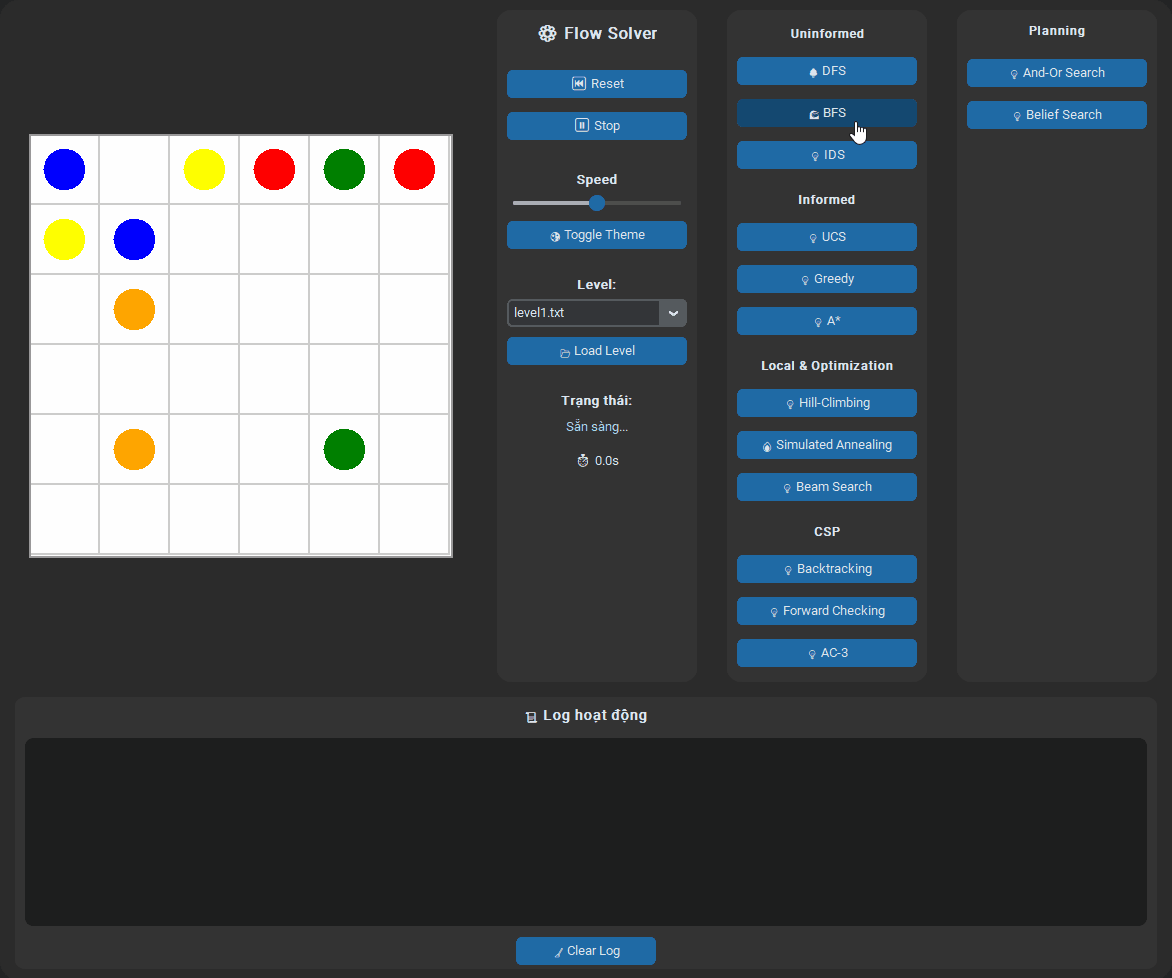 Flow Solver
Reset
Stop
Speed
Toggle Theme
Level:
level1.txt
Load Level
Trạng thái:
Sẵn sàng...
0.0s
Uninformed
DFS
BFS
IDS
Informed
UCS
Greedy
A*
Local & Optimization
Hill-Climbing
Simulated Annealing
Beam Search
CSP
Backtracking
Forward Checking
AC-3
Planning
And-Or Search
Belief Search
Log hoạt động
Clear Log